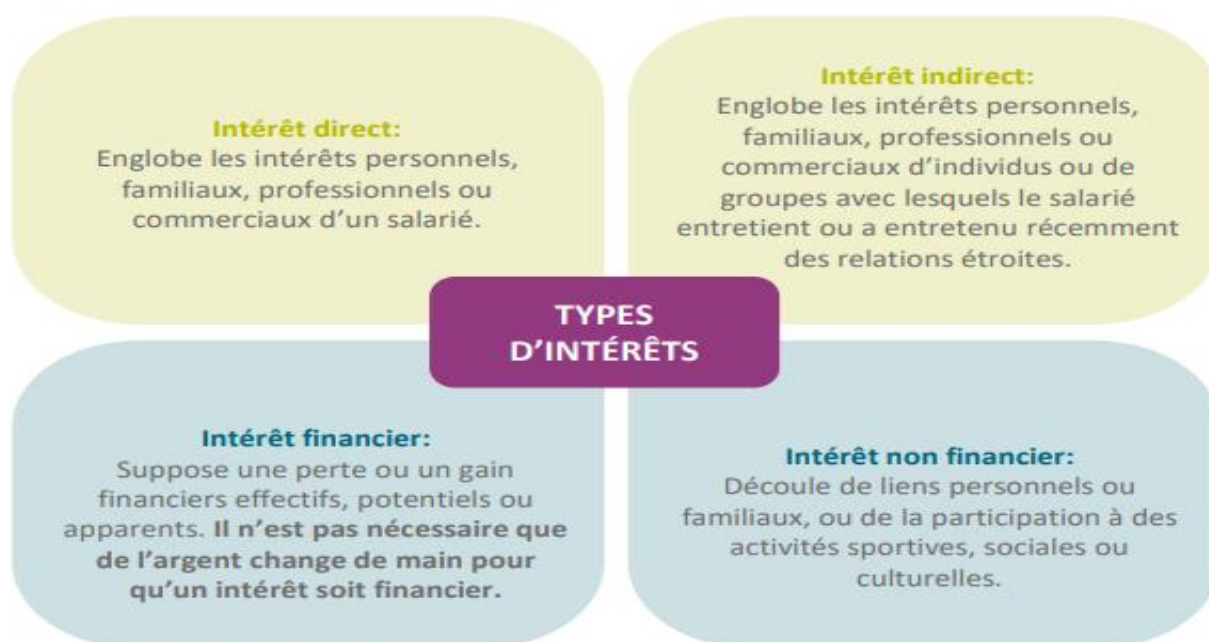 Intérêt direct:
Englobe les intérêts personnels,
familiaux, professionnels ou
commerciaux d'un salarié.
Intérêt indirect:
Englobe les intérêts personnels,
familiaux, professionnels ou
commerciaux d'individus ou de
groupes avec lesquels le salarié
entretient ou a entretenu récemment
des relations étroites.
TYPES
D'INTÉRÊTS
Intérêt financier:
Suppose une perte ou un gain
financiers effectifs, potentiels ou
apparents. Il n'est pas nécessaire que
de l'argent change de main pour
qu'un intérêt soit financier.
Intérêt non financier:
Découle de liens personnels ou
familiaux, ou de la participation à des
activités sportives, sociales ou
culturelles.